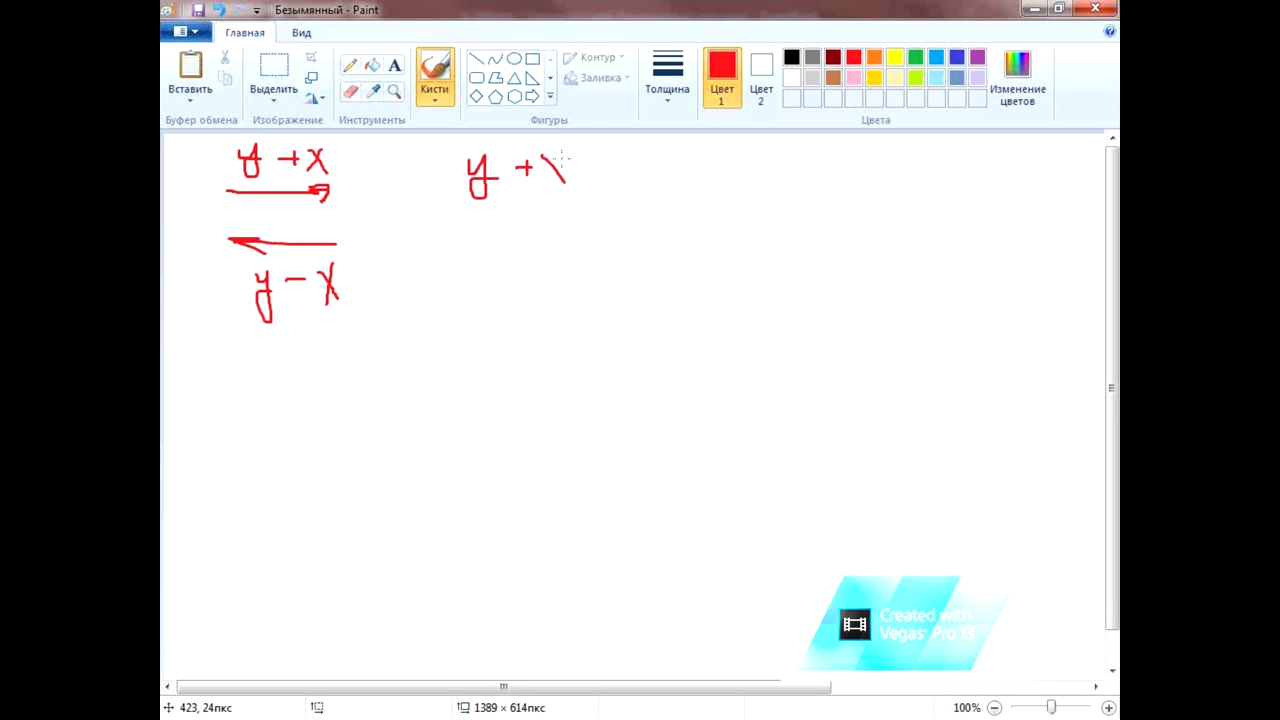 Безымянный - Paint
Главная Вид
Вставить Выделить Кисти Контур Заливка Толщина Цвет 1 Цвет 2 Изменение цветов
Буфер обмена Изображение Инструменты Фигуры Цвета
y + x
y + \
y - x
Created with
Vegas Pro 13
423, 24пкс 1389 × 614пкс 100%